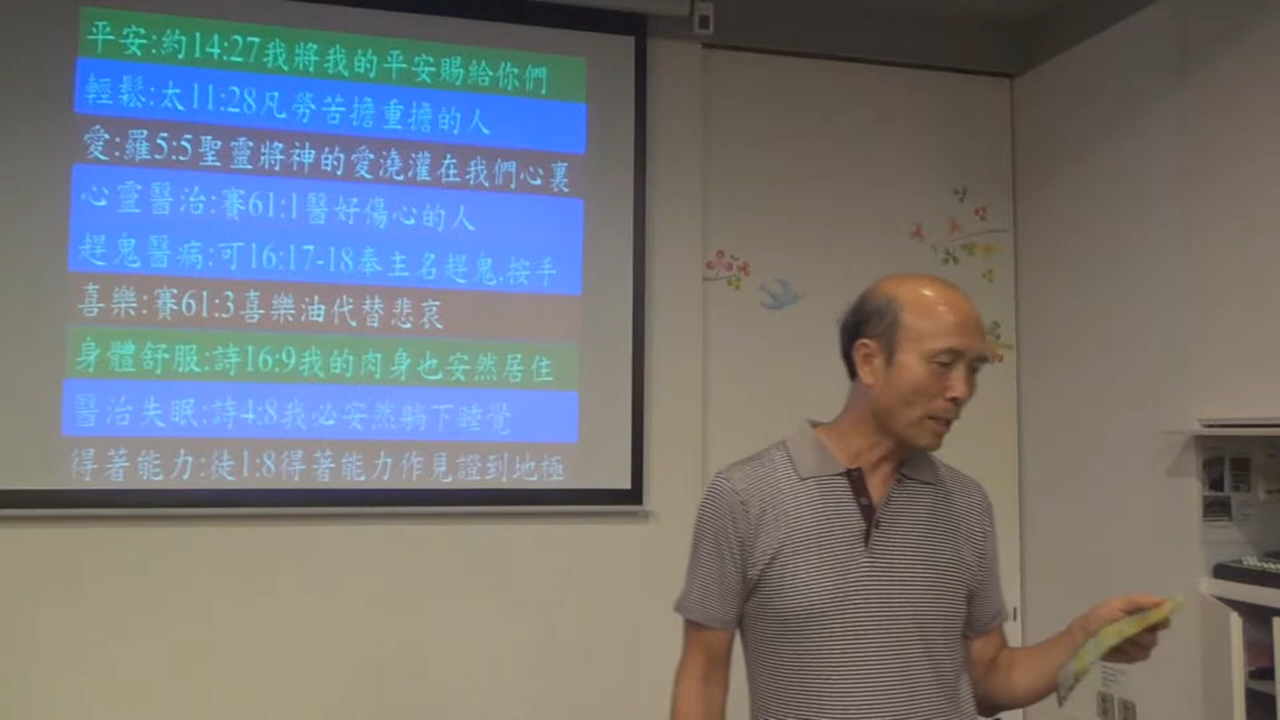 平安:約14:27我將我的平安賜給你們
輕鬆:太11:28凡勞苦擔重擔的人
愛:羅5:5聖靈將神的愛澆灌在我們心裏
心靈醫治:賽61:1醫好傷心的人
趕鬼醫病:可16:17-18奉主名趕鬼,按手
喜樂:賽61:3喜樂油代替悲哀
身體舒服:詩16:9我的肉身也安然居住
醫治失眠:詩4:8我必安然躺下睡覺
得著能力:徒1:8得著能力作見證到地極